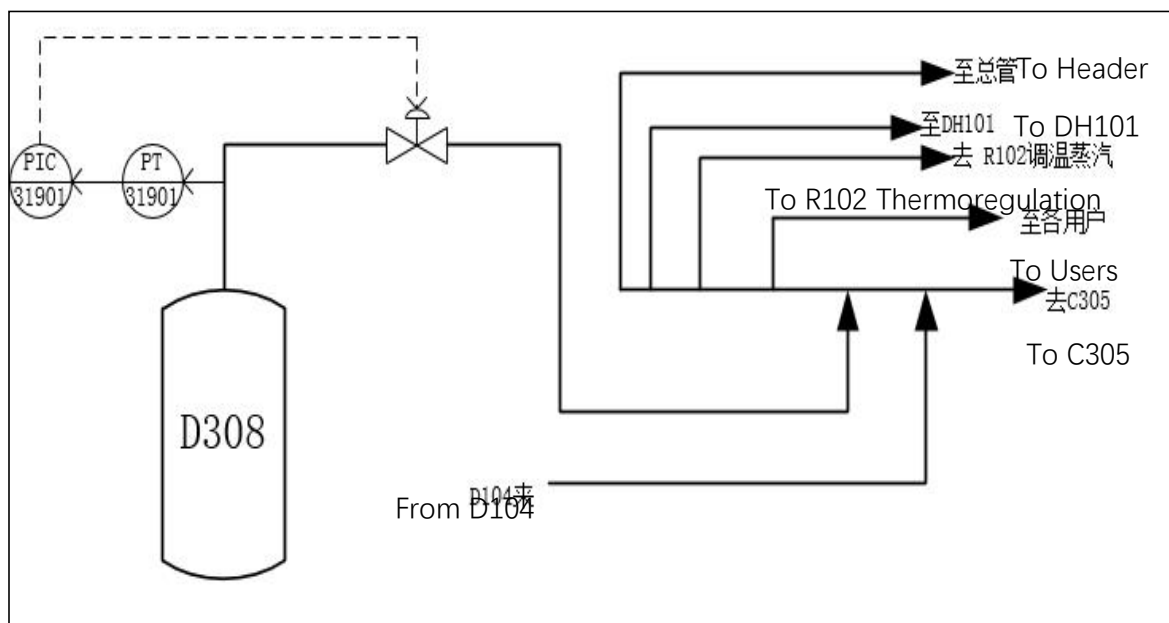 至总管To Header
至DH101 To DH101
去 R102调温蒸汽
To R102 Thermoregulation
至各用户
To Users
去C305
To C305
PIC
31901
PT
31901
D308
D104来
From D104